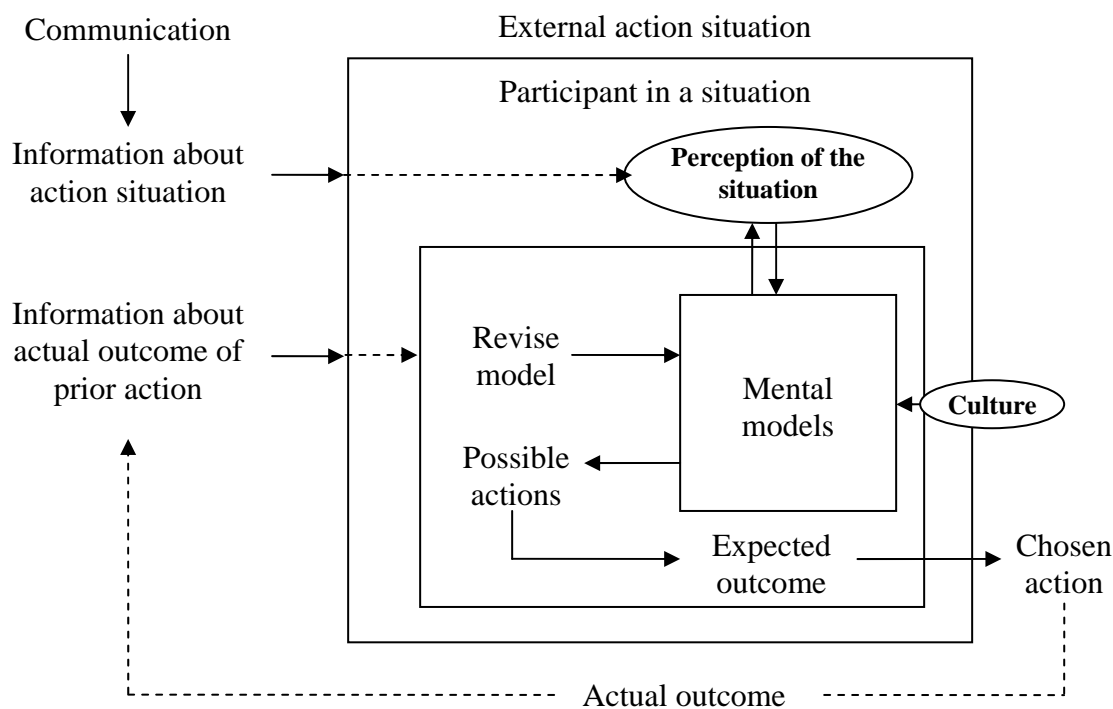 Communication
External action situation
Participant in a situation
Information about
action situation
Perception of the
situation
Information about
actual outcome of
prior action
Revise
model
Mental
models
Culture
Possible
actions
Expected
outcome
Chosen
action
Actual outcome